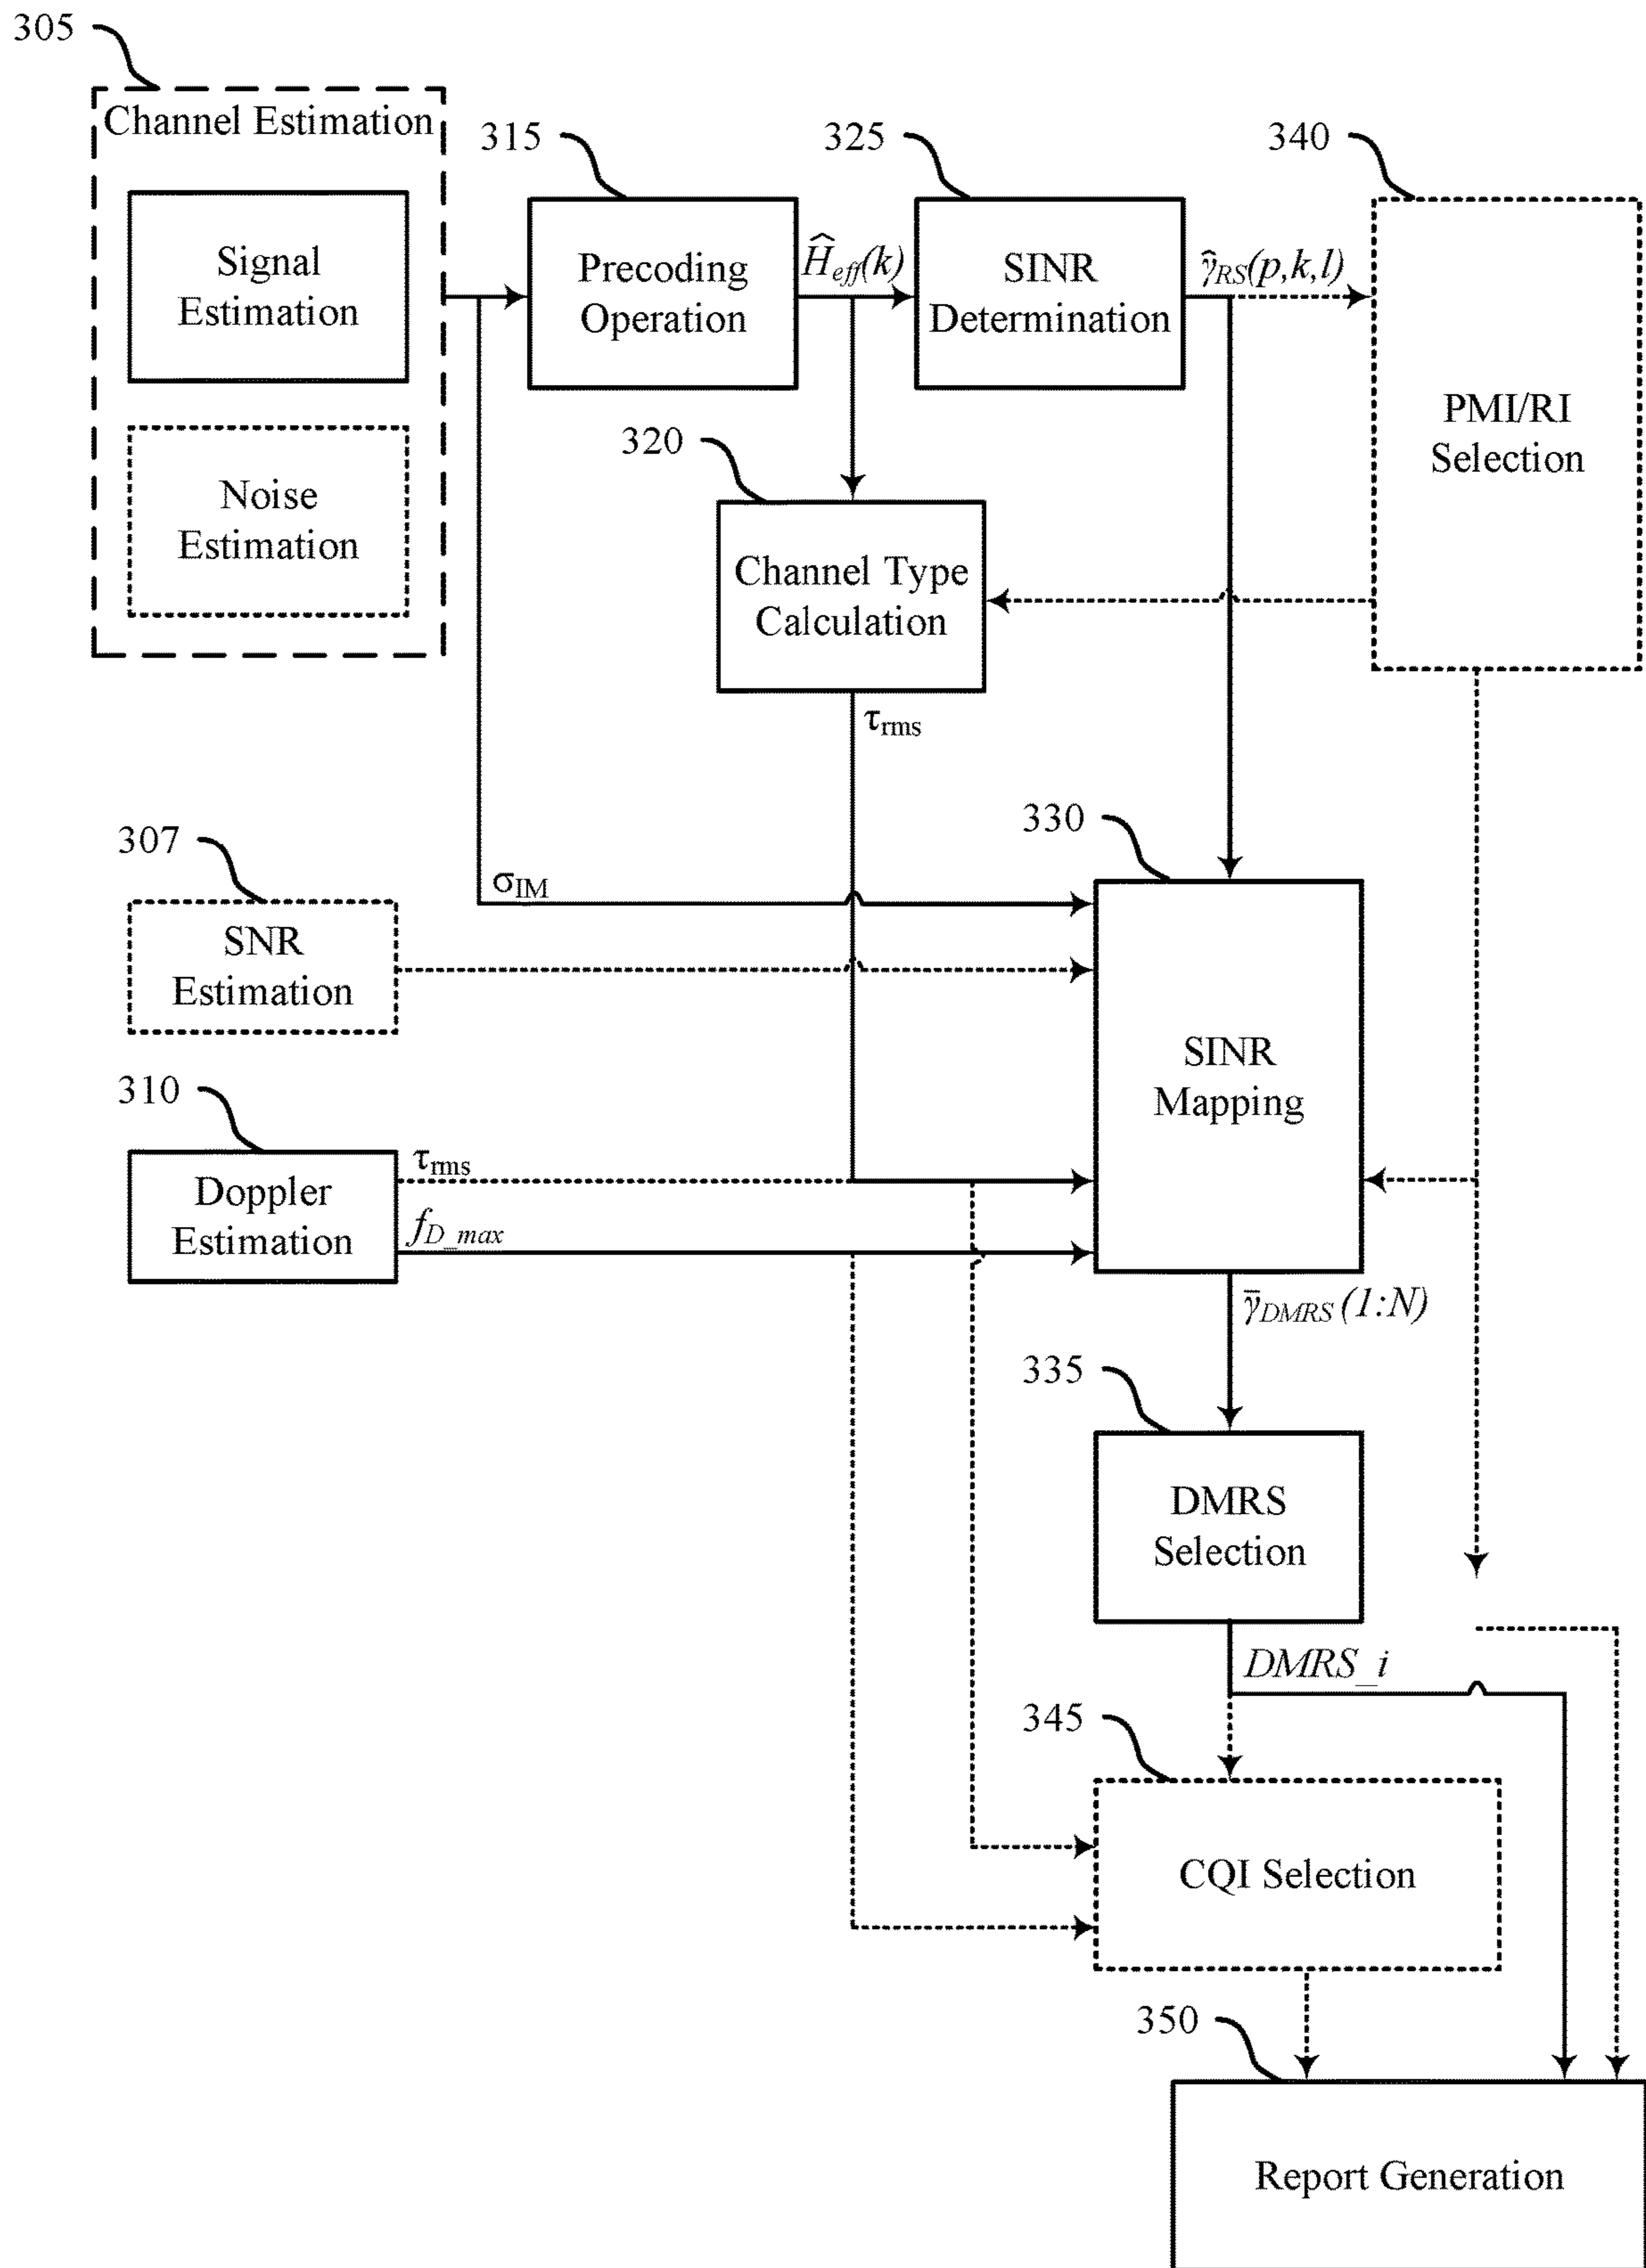 305
Channel Estimation
Signal
Estimation
Noise
Estimation
315
Precoding
Operation
Ĥeff(k)
325
SINR
Determination
γ̂RS(p,k,l)
340
PMI/RI
Selection
320
Channel Type
Calculation
τrms
330
σIM
307
SNR
Estimation
SINR
Mapping
310
Doppler
Estimation
τrms
fD_max
γ̄DMRS(1:N)
335
DMRS
Selection
DMRS_i
345
CQI Selection
350
Report Generation